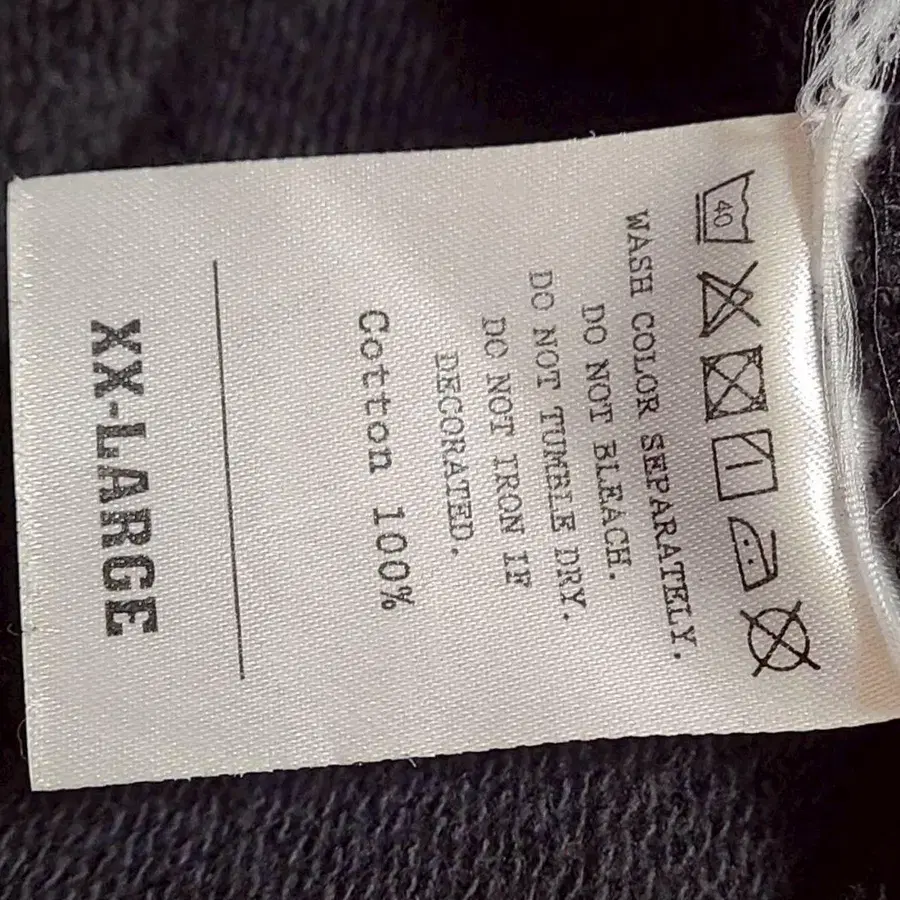 40
WASH COLOR SEPARATELY.
DO NOT BLEACH.
DO NOT TUMBLE DRY.
DO NOT IRON IF
DECORATED.
Cotton 100%
XX-LARGE